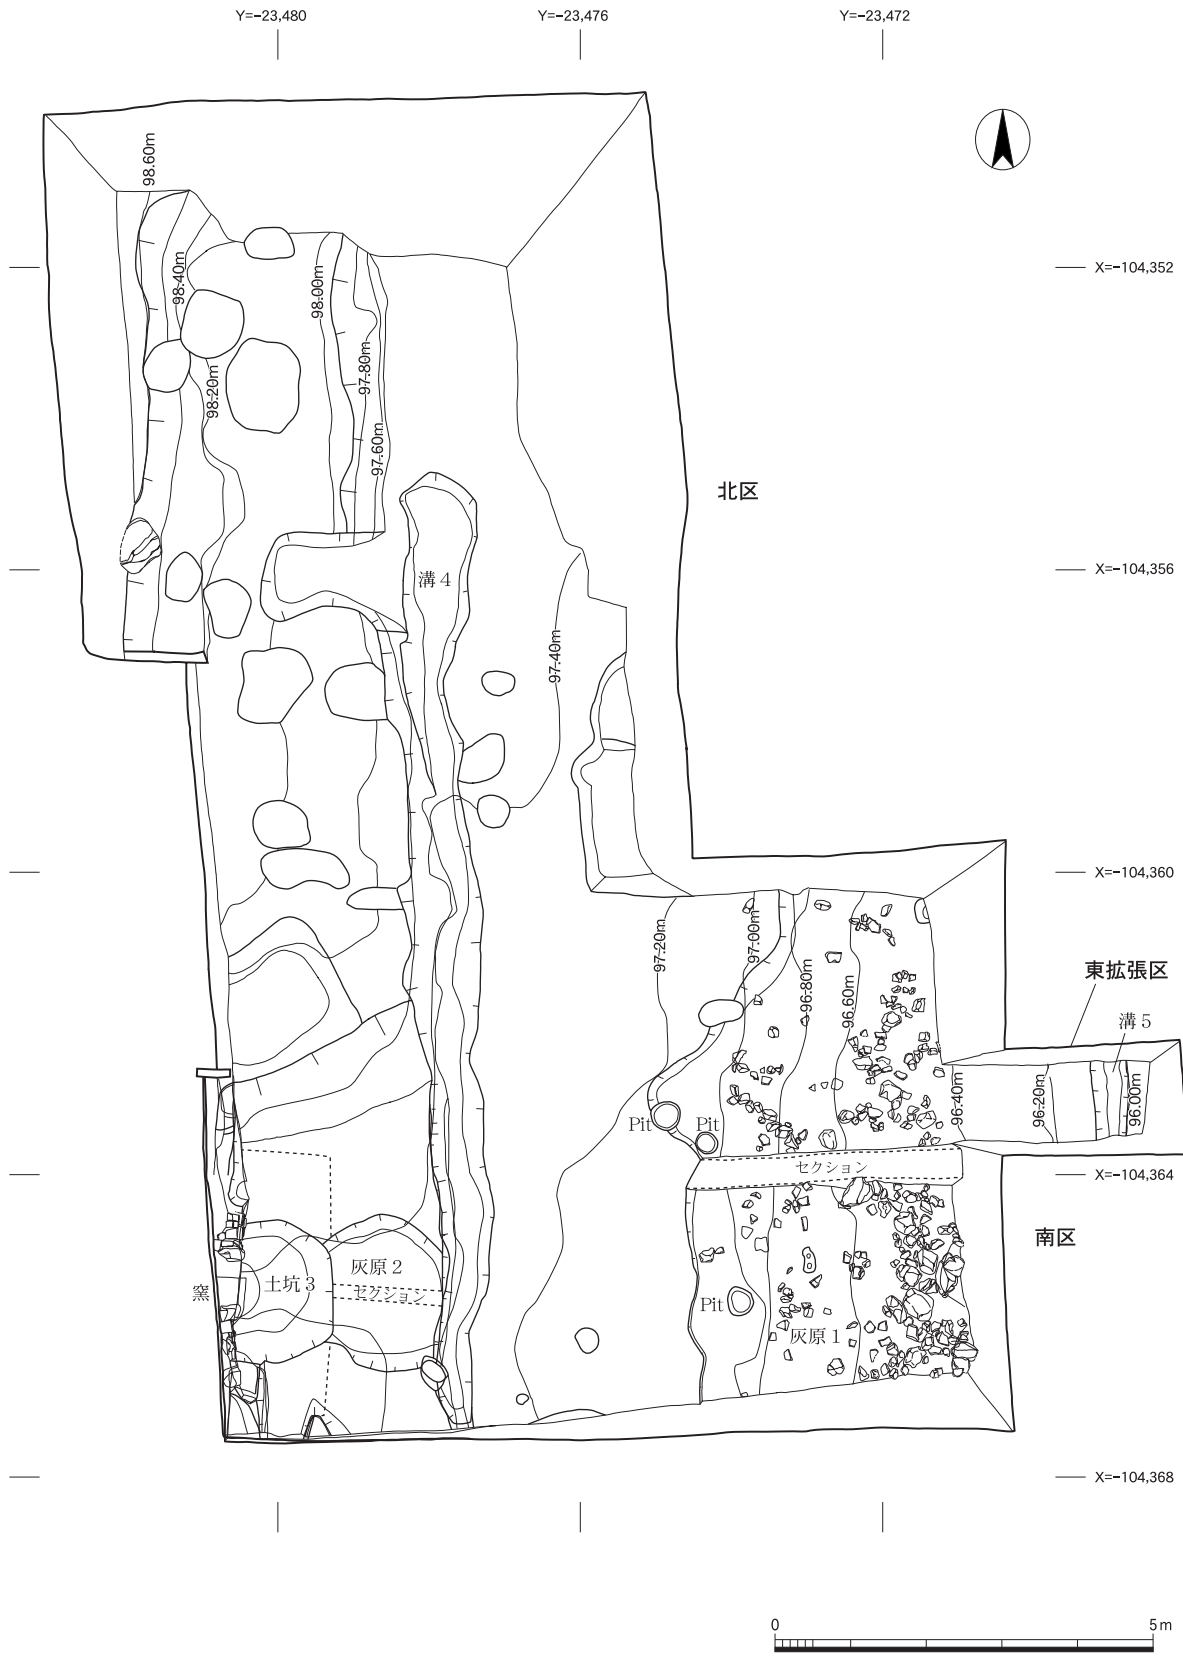 Y=−23,480
Y=−23,476
Y=−23,472
98.60m
X=−104,352
98.40m
98.00m
97.80m
98.20m
97.60m
北区
X=−104,356
溝4
97.40m
X=−104,360
97.20m
97.00m
96.80m
96.60m
東拡張区
溝5
96.40m
96.20m
96.00m
Pit
Pit
セクション
X=−104,364
南区
灰原2
土坑3
セクション
窯
Pit
灰原1
X=−104,368
0
5m